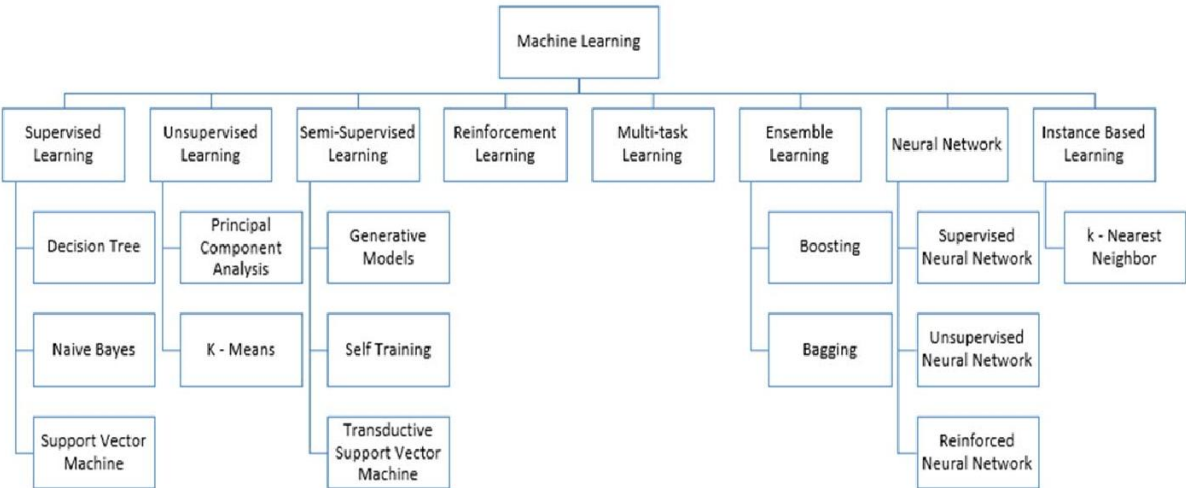 Machine Learning
Supervised
Learning
Unsupervised
Learning
Semi-Supervised
Learning
Reinforcement
Learning
Multi-task
Learning
Ensemble
Learning
Neural Network
Instance Based
Learning
Decision Tree
Naive Bayes
Support Vector
Machine
Principal
Component
Analysis
K - Means
Generative
Models
Self Training
Transductive
Support Vector
Machine
Boosting
Bagging
Supervised
Neural Network
Unsupervised
Neural Network
Reinforced
Neural Network
k - Nearest
Neighbor